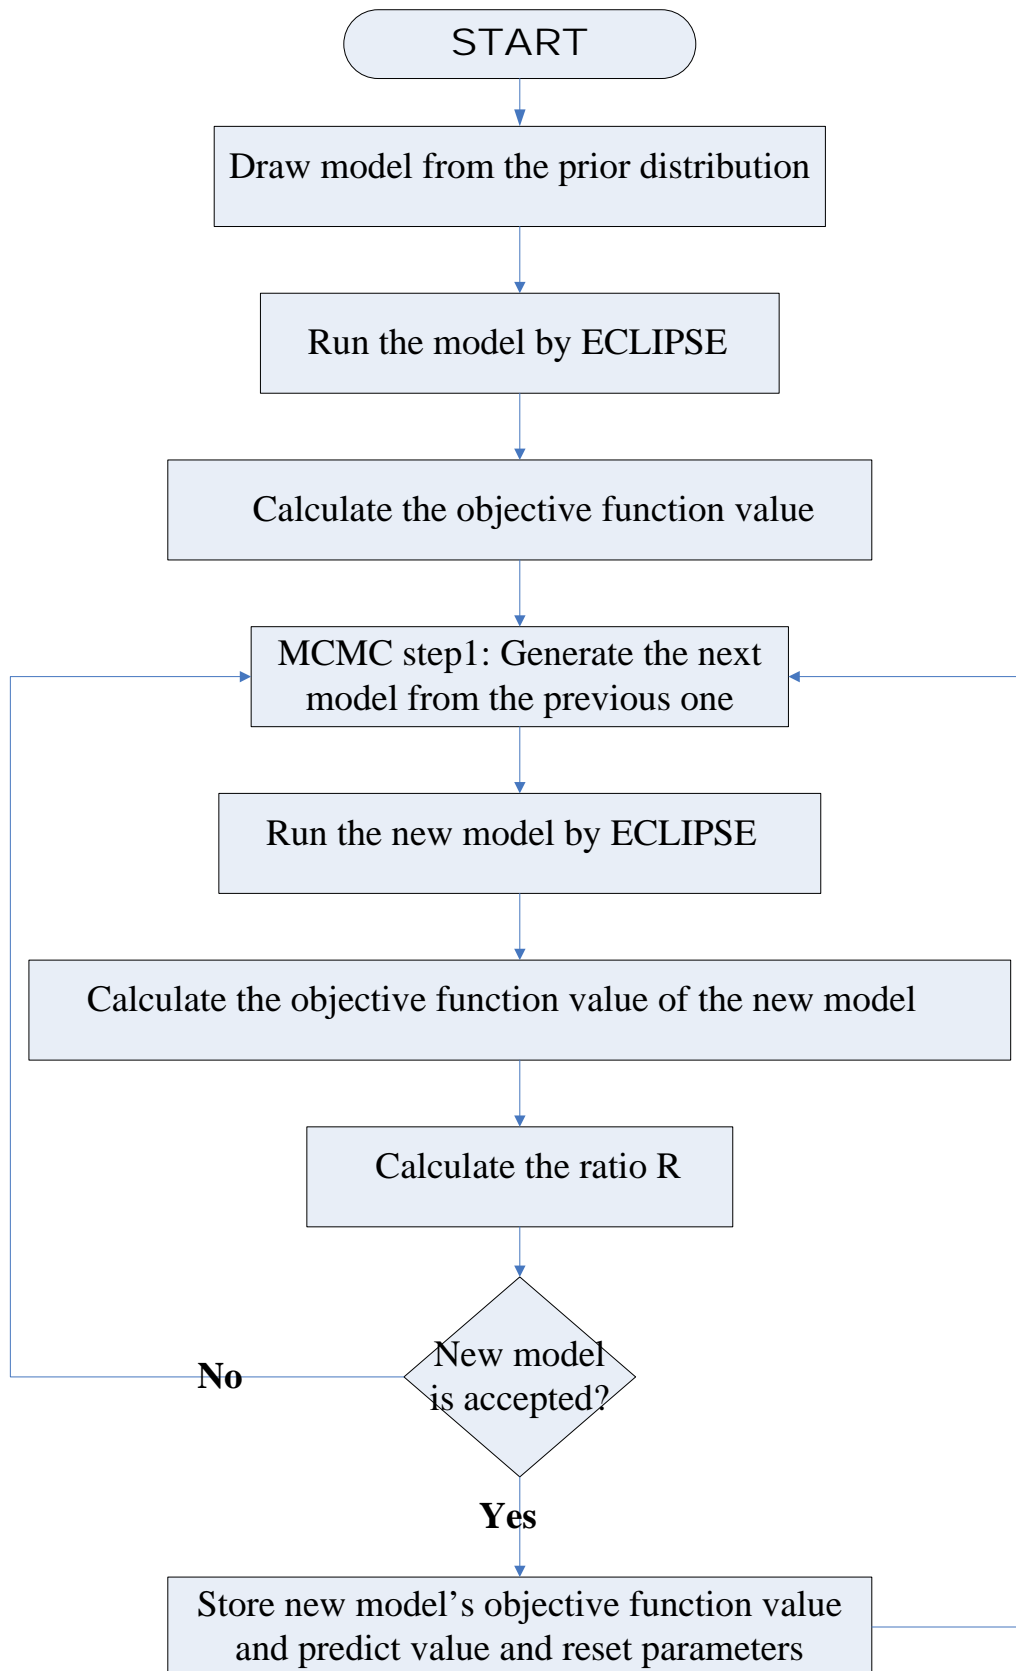 START
Draw model from the prior distribution
Run the model by ECLIPSE
Calculate the objective function value
MCMC step1: Generate the next
model from the previous one
Run the new model by ECLIPSE
Calculate the objective function value of the new model
Calculate the ratio R
New model
is accepted?
No
Yes
Store new model’s objective function value
and predict value and reset parameters